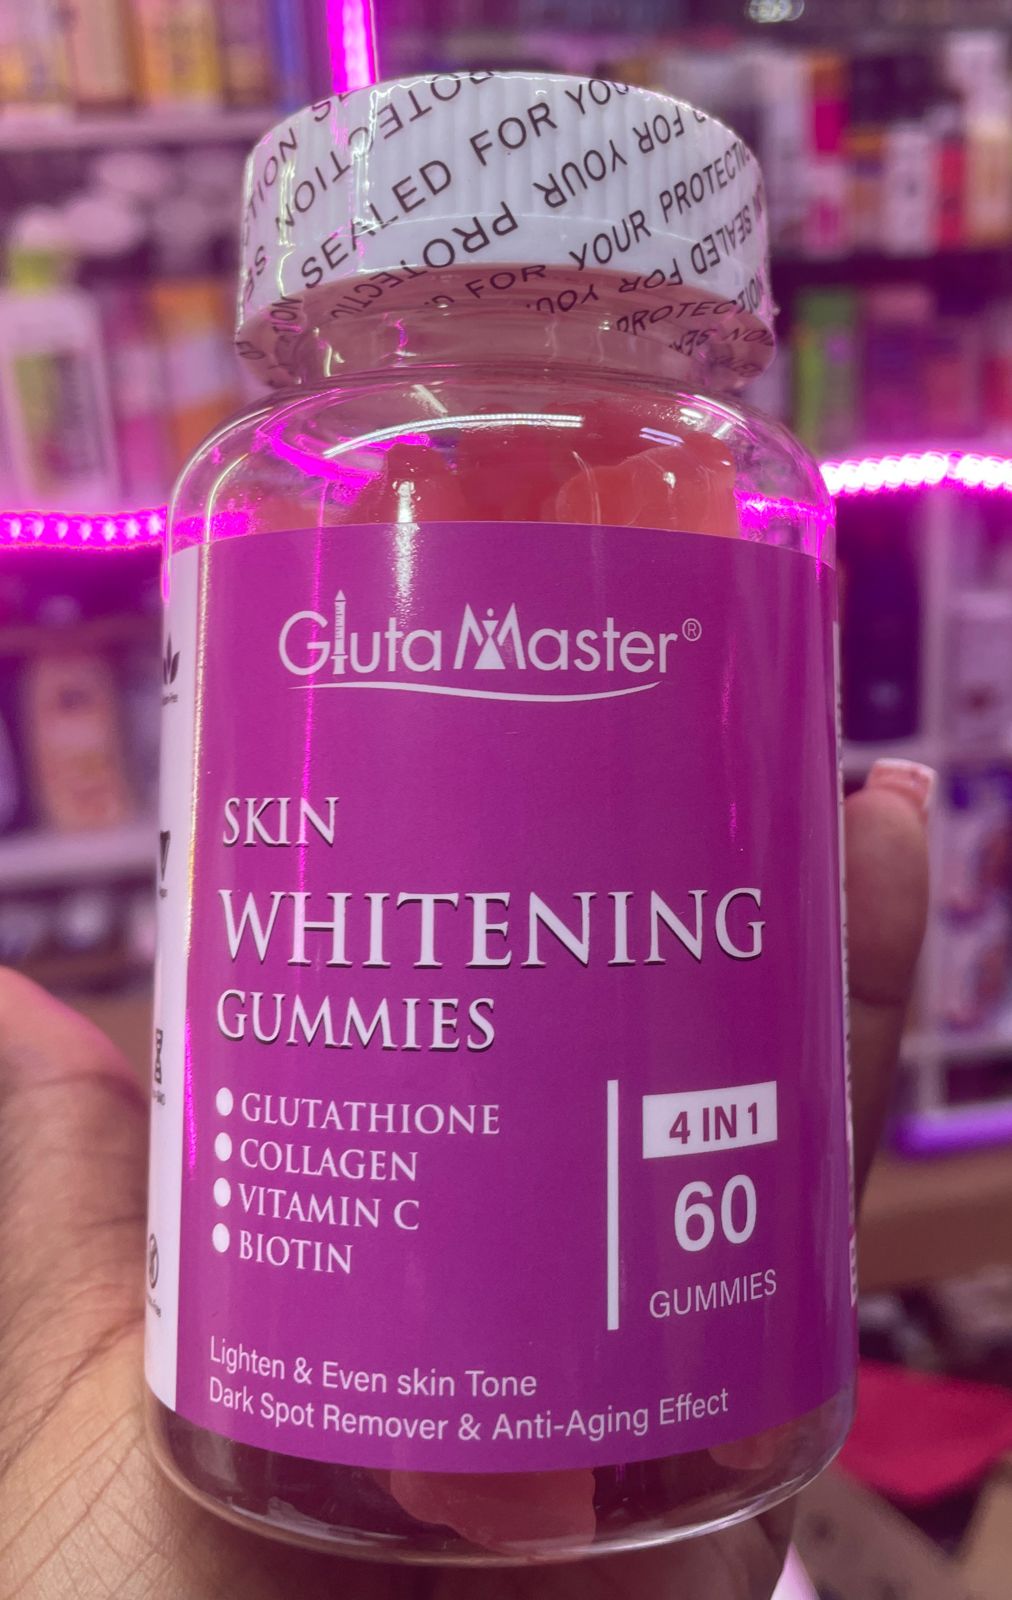 SEALED FOR YOUR PROTECTION
GlutaMaster®
SKIN
WHITENING
GUMMIES
GLUTATHIONE
COLLAGEN
VITAMIN C
BIOTIN
4 IN 1
60
GUMMIES
Lighten & Even skin Tone
Dark Spot Remover & Anti-Aging Effect